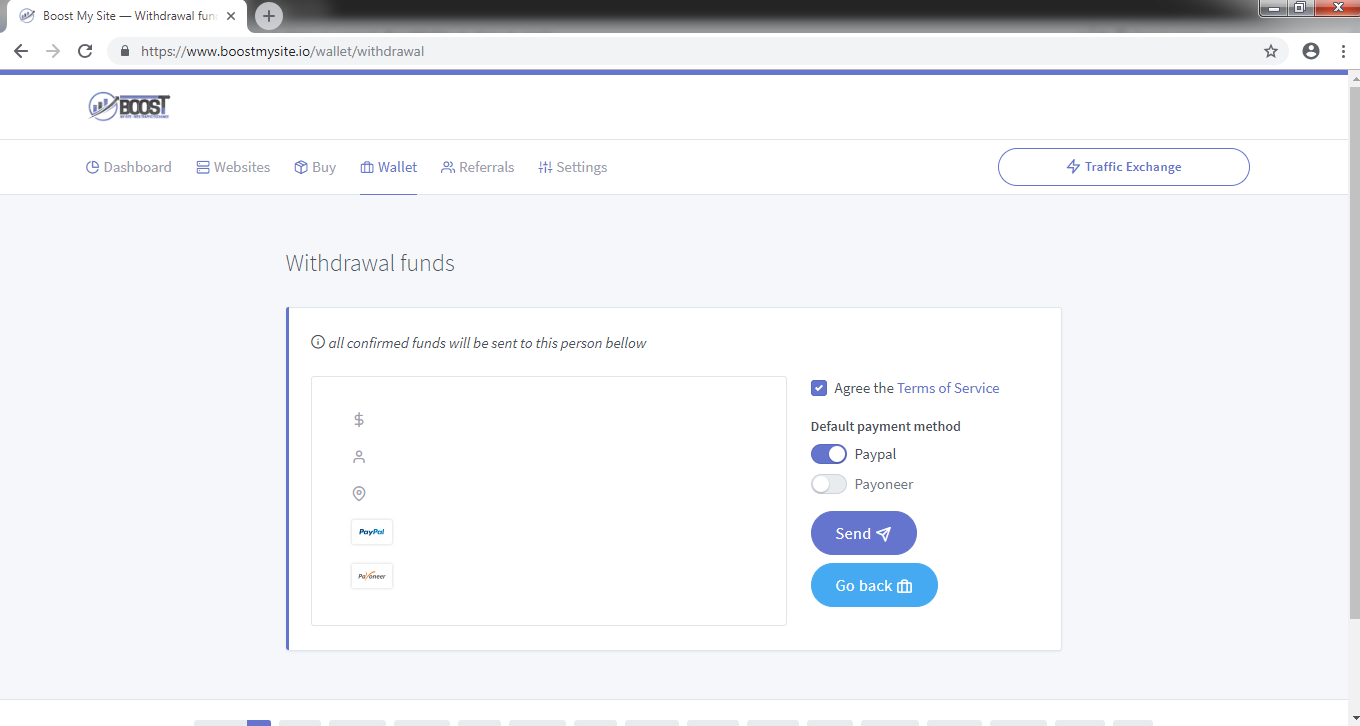 Boost My Site — Withdrawal fun
https://www.boostmysite.io/wallet/withdrawal
BOOST
Dashboard Websites Buy Wallet Referrals Settings Traffic Exchange
Withdrawal funds
all confirmed funds will be sent to this person bellow
Agree the Terms of Service
Default payment method
Paypal
Payoneer
PayPal
Payoneer
Send
Go back